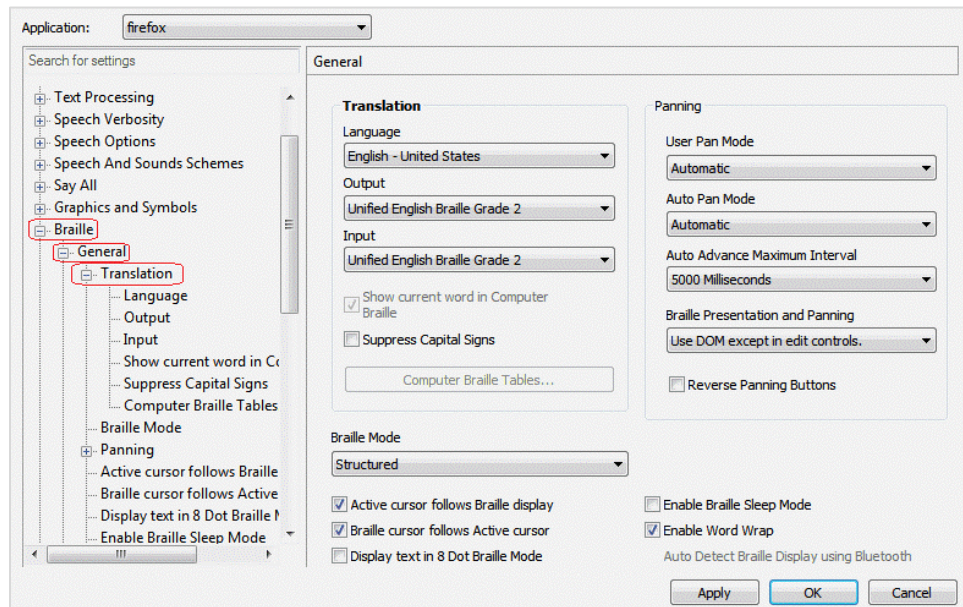 Application:
firefox
Search for settings
Text Processing
Speech Verbosity
Speech Options
Speech And Sounds Schemes
Say All
Graphics and Symbols
Braille
General
Translation
Language
Output
Input
Show current word in Co
Suppress Capital Signs
Computer Braille Tables
Braille Mode
Panning
Active cursor follows Braille
Braille cursor follows Active
Display text in 8 Dot Braille M
Enable Braille Sleep Mode
General
Translation
Language
English - United States
Output
Unified English Braille Grade 2
Input
Unified English Braille Grade 2
Show current word in Computer
Braille
Suppress Capital Signs
Computer Braille Tables...
Panning
User Pan Mode
Automatic
Auto Pan Mode
Automatic
Auto Advance Maximum Interval
5000 Milliseconds
Braille Presentation and Panning
Use DOM except in edit controls.
Reverse Panning Buttons
Braille Mode
Structured
Active cursor follows Braille display
Braille cursor follows Active cursor
Display text in 8 Dot Braille Mode
Enable Braille Sleep Mode
Enable Word Wrap
Auto Detect Braille Display using Bluetooth
Apply
OK
Cancel